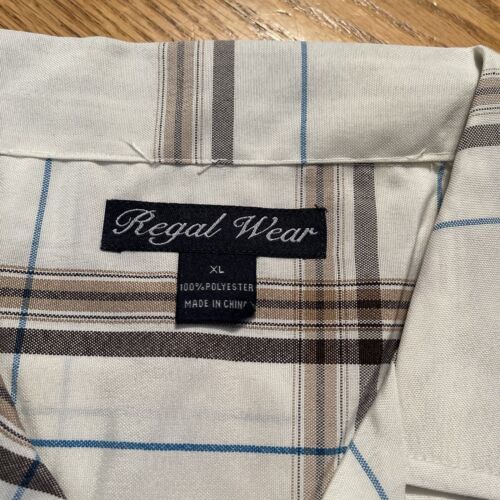 Regal Wear
XL
100% POLYESTER
MADE IN CHINA